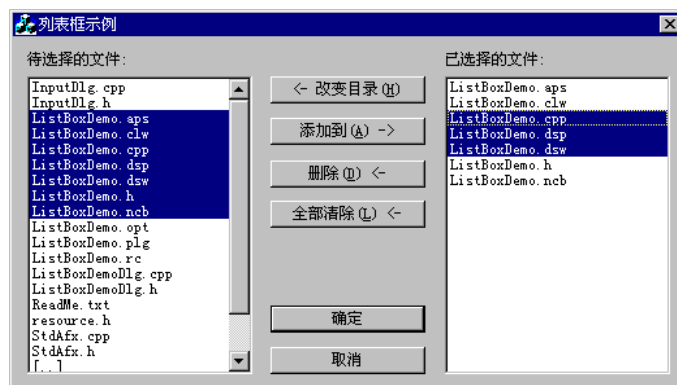 列表框示例
待选择的文件:
InputDlg.cpp
InputDlg.h
ListBoxDemo.aps
ListBoxDemo.clw
ListBoxDemo.cpp
ListBoxDemo.dsp
ListBoxDemo.dsw
ListBoxDemo.h
ListBoxDemo.ncb
ListBoxDemo.opt
ListBoxDemo.plg
ListBoxDemo.rc
ListBoxDemoDlg.cpp
ListBoxDemoDlg.h
ReadMe.txt
resource.h
StdAfx.cpp
StdAfx.h
[..]
<- 改变目录(H)
添加到(A) ->
删除(D) <-
全部清除(L) <-
确定
取消
已选择的文件:
ListBoxDemo.aps
ListBoxDemo.clw
ListBoxDemo.cpp
ListBoxDemo.dsp
ListBoxDemo.dsw
ListBoxDemo.h
ListBoxDemo.ncb